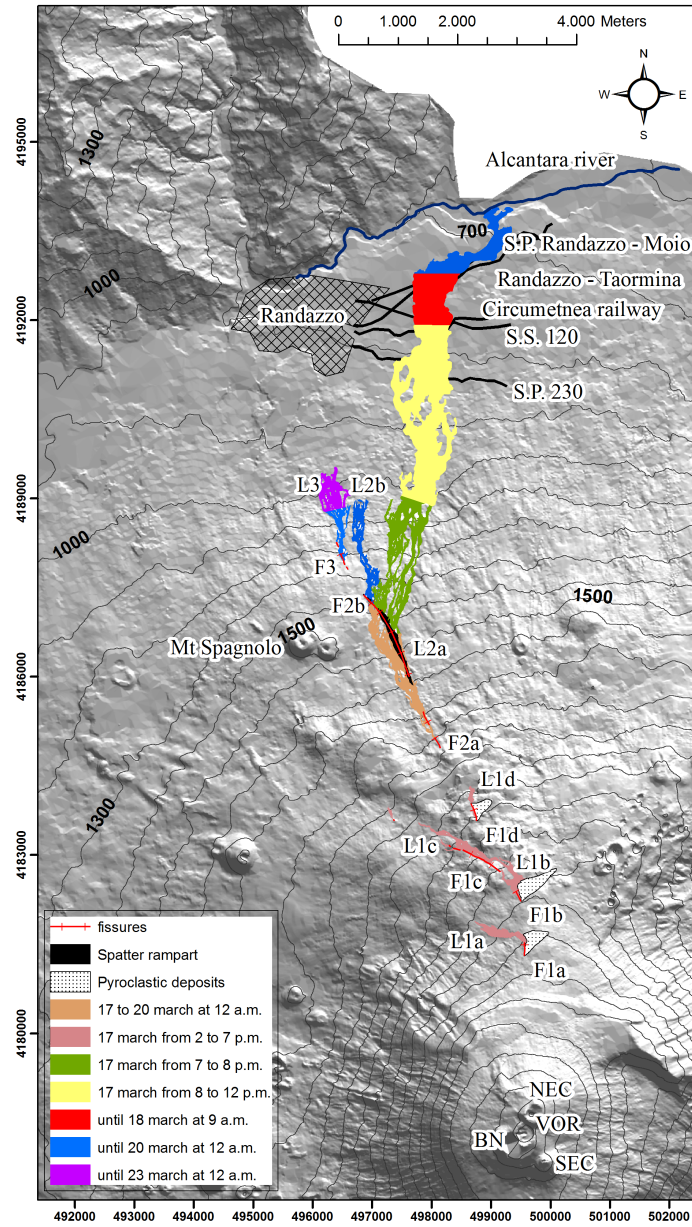 0 1.000 2.000 4.000 Meters
N
W E
S
4195000
1300
Alcantara river
700
S.P. Randazzo - Moio
1000
Randazzo - Taormina
4192000
Randazzo
Circumetnea railway
S.S. 120
S.P. 230
4189000
L3
L2b
1000
F3
F2b
1500
1500
Mt Spagnolo
L2a
4186000
F2a
L1d
1300
F1d
4183000
L1c
L1b
F1c
F1b
L1a
F1a
fissures
Spatter rampart
Pyroclastic deposits
17 to 20 march at 12 a.m.
17 march from 2 to 7 p.m.
17 march from 7 to 8 p.m.
17 march from 8 to 12 p.m.
until 18 march at 9 a.m.
until 20 march at 12 a.m.
until 23 march at 12 a.m.
4180000
NEC
VOR
BN
SEC
492000 493000 494000 495000 496000 497000 498000 499000 500000 501000 502000